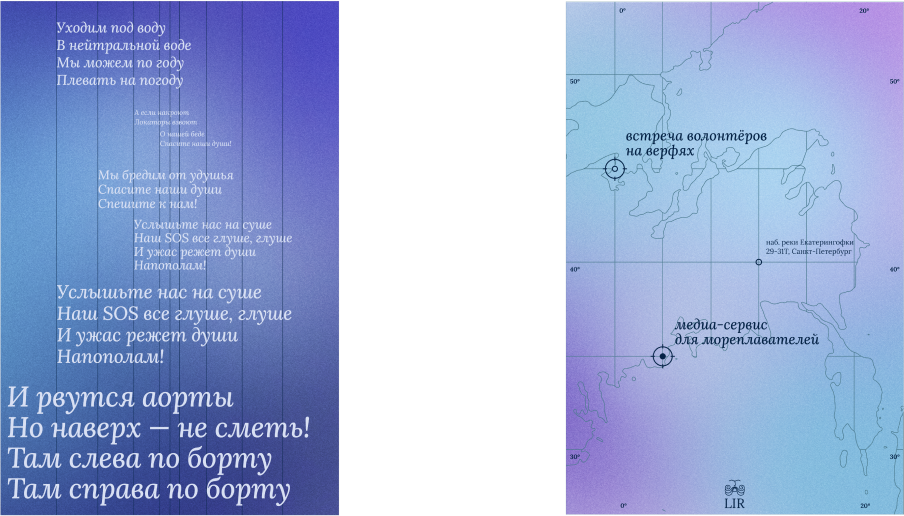 Уходим под воду
В нейтральной воде
Мы можем по году
Плевать на погоду
А если накроют
Локаторы взвоют
О нашей беде
Спасите наши души!
Мы бредим от удушья
Спасите наши души
Спешите к нам!
Услышьте нас на суше
Наш SOS все глуше, глуше
И ужас режет души
Напополам!
Услышьте нас на суше
Наш SOS все глуше, глуше
И ужас режет души
Напополам!
И рвутся аорты
Но наверх — не сметь!
Там слева по борту
Там справа по борту
0° 20°
50° 50°
встреча волонтёров
на верфях
наб. реки Екатерингофки
29-31Т, Санкт-Петербург
40° 40°
медиа-сервис
для мореплавателей
30° 30°
LIR
0° 20°